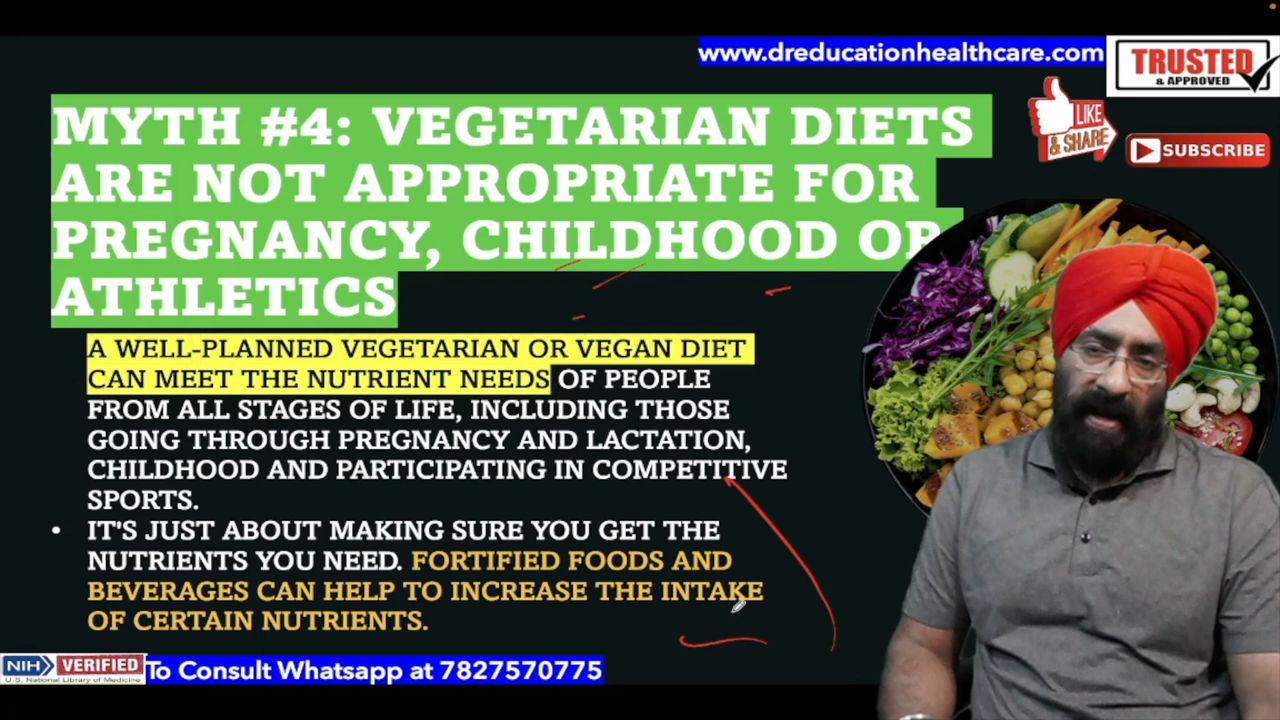 www.dreducationhealthcare.com
TRUSTED
& APPROVED
LIKE
& SHARE
SUBSCRIBE
MYTH #4: VEGETARIAN DIETS
ARE NOT APPROPRIATE FOR
PREGNANCY, CHILDHOOD OR
ATHLETICS
A WELL-PLANNED VEGETARIAN OR VEGAN DIET
CAN MEET THE NUTRIENT NEEDS OF PEOPLE
FROM ALL STAGES OF LIFE, INCLUDING THOSE
GOING THROUGH PREGNANCY AND LACTATION,
CHILDHOOD AND PARTICIPATING IN COMPETITIVE
SPORTS.
• IT'S JUST ABOUT MAKING SURE YOU GET THE
NUTRIENTS YOU NEED. FORTIFIED FOODS AND
BEVERAGES CAN HELP TO INCREASE THE INTAKE
OF CERTAIN NUTRIENTS.
NIH VERIFIED
U.S. National Library of Medicine
To Consult Whatsapp at 7827570775